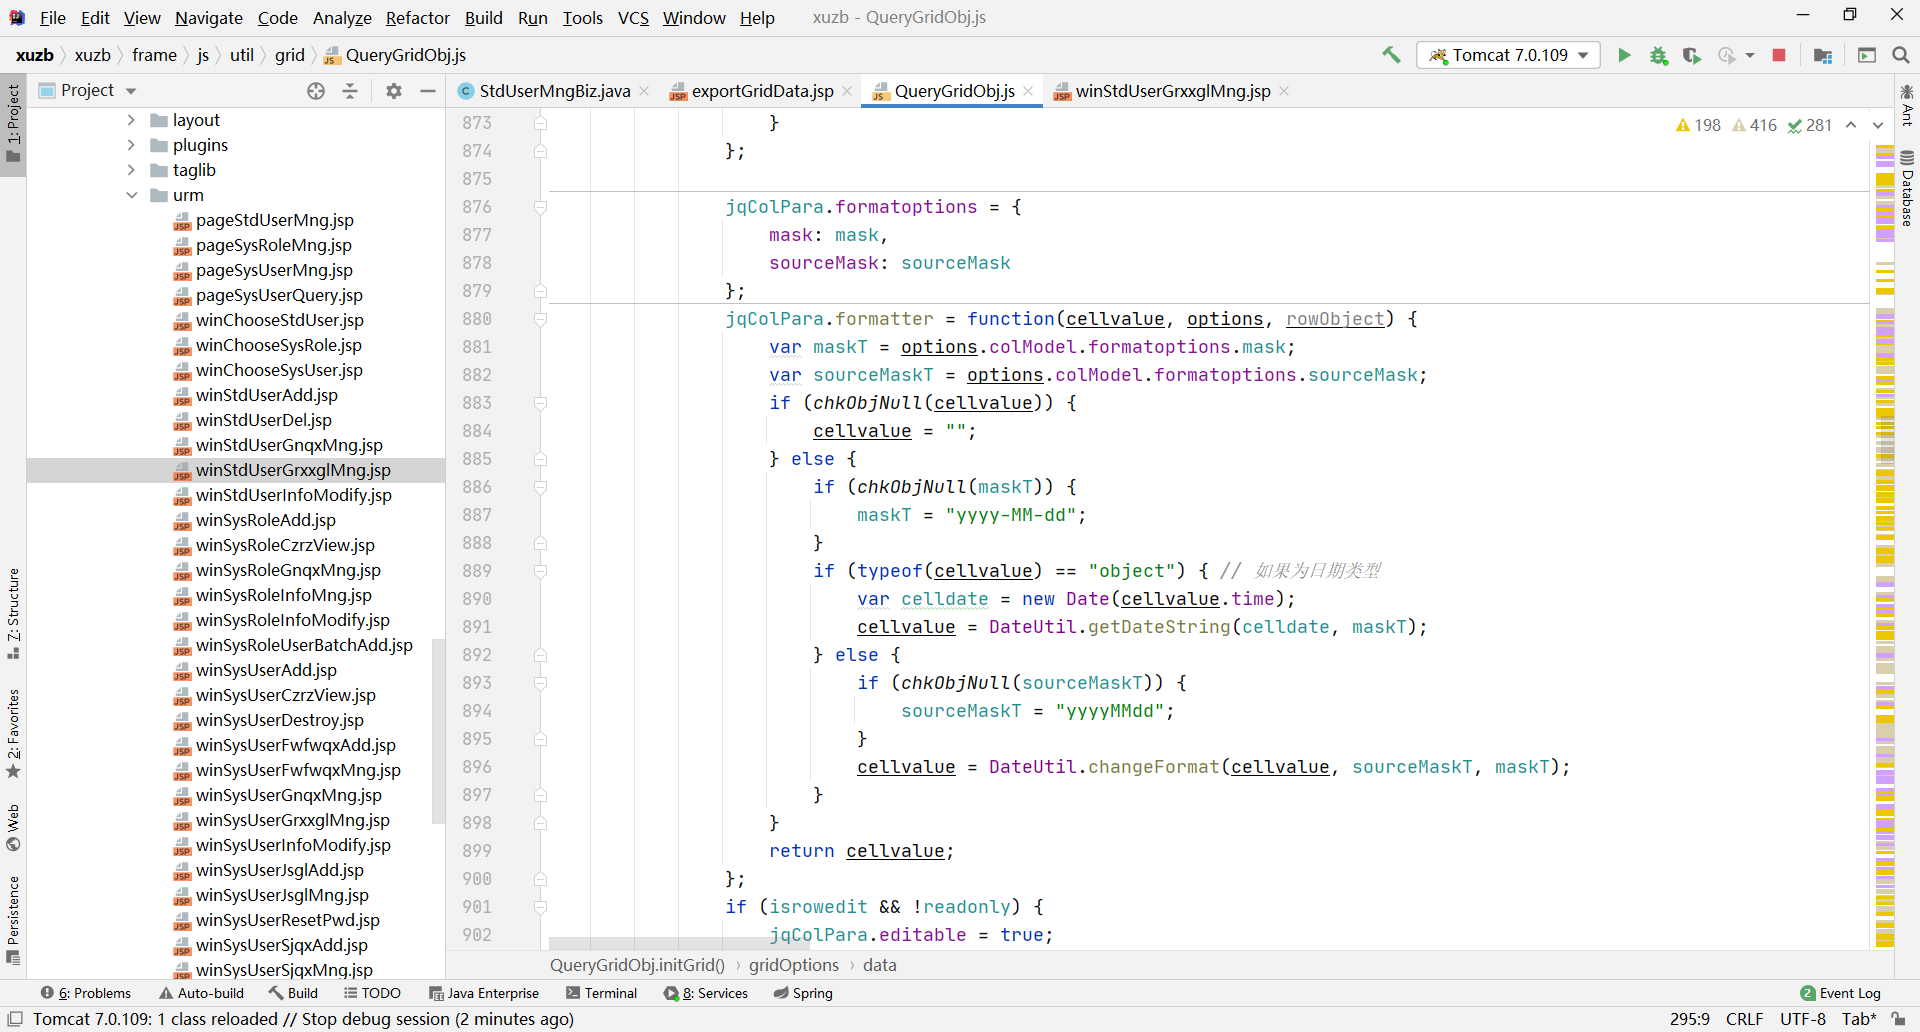 File Edit View Navigate Code Analyze Refactor Build Run Tools VCS Window Help xuzb - QueryGridObj.js
xuzb xuzb frame js util grid QueryGridObj.js
Tomcat 7.0.109
Project
StdUserMngBiz.java exportGridData.jsp QueryGridObj.js winStdUserGrxxglMng.jsp
1: Project
7: Structure
2: Favorites
Web
Persistence
layout
plugins
taglib
urm
pageStdUserMng.jsp
pageSysRoleMng.jsp
pageSysUserMng.jsp
pageSysUserQuery.jsp
winChooseStdUser.jsp
winChooseSysRole.jsp
winChooseSysUser.jsp
winStdUserAdd.jsp
winStdUserDel.jsp
winStdUserGnqxMng.jsp
winStdUserGrxxglMng.jsp
winStdUserInfoModify.jsp
winSysRoleAdd.jsp
winSysRoleCzrzView.jsp
winSysRoleGnqxMng.jsp
winSysRoleInfoMng.jsp
winSysRoleInfoModify.jsp
winSysRoleUserBatchAdd.jsp
winSysUserAdd.jsp
winSysUserCzrzView.jsp
winSysUserDestroy.jsp
winSysUserFwfwqxAdd.jsp
winSysUserFwfwqxMng.jsp
winSysUserGnqxMng.jsp
winSysUserGrxxglMng.jsp
winSysUserInfoModify.jsp
winSysUserJsglAdd.jsp
winSysUserJsglMng.jsp
winSysUserResetPwd.jsp
winSysUserSjqxAdd.jsp
winSysUserSjqxMng.jsp
198 416 281
873 }
874 };
875
876 jqColPara.formatoptions = {
877 mask: mask,
878 sourceMask: sourceMask
879 };
880 jqColPara.formatter = function(cellvalue, options, rowObject) {
881 var maskT = options.colModel.formatoptions.mask;
882 var sourceMaskT = options.colModel.formatoptions.sourceMask;
883 if (chkObjNull(cellvalue)) {
884 cellvalue = "";
885 } else {
886 if (chkObjNull(maskT)) {
887 maskT = "yyyy-MM-dd";
888 }
889 if (typeof(cellvalue) == "object") { // 如果为日期类型
890 var celldate = new Date(cellvalue.time);
891 cellvalue = DateUtil.getDateString(celldate, maskT);
892 } else {
893 if (chkObjNull(sourceMaskT)) {
894 sourceMaskT = "yyyyMMdd";
895 }
896 cellvalue = DateUtil.changeFormat(cellvalue, sourceMaskT, maskT);
897 }
898 }
899 return cellvalue;
900 };
901 if (isrowedit && !readonly) {
902 jqColPara.editable = true;
Ant
Database
QueryGridObj.initGrid() gridOptions data
6: Problems Auto-build Build TODO Java Enterprise Terminal 8: Services Spring 2 Event Log
Tomcat 7.0.109: 1 class reloaded // Stop debug session (2 minutes ago) 295:9 CRLF UTF-8 Tab*